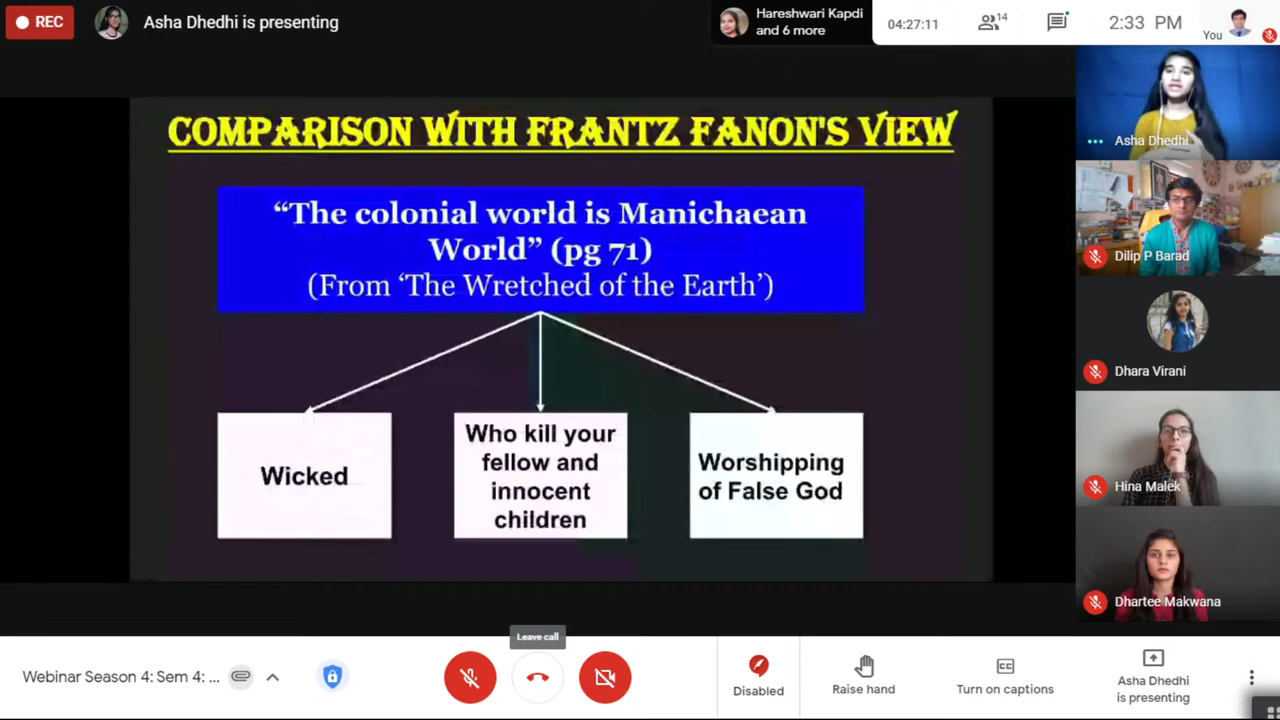 REC
Asha Dhedhi is presenting
Hareshwari Kapdi
and 6 more
04:27:11
14
2:33 PM
You
COMPARISON WITH FRANTZ FANON'S VIEW
“The colonial world is Manichaean
World” (pg 71)
(From ‘The Wretched of the Earth’)
Wicked
Who kill your
fellow and
innocent
children
Worshipping
of False God
Asha Dhedhi
Dilip P Barad
Dhara Virani
Hina Malek
Dhartee Makwana
Leave call
Webinar Season 4: Sem 4: ...
Disabled
Raise hand
CC
Turn on captions
Asha Dhedhi
is presenting